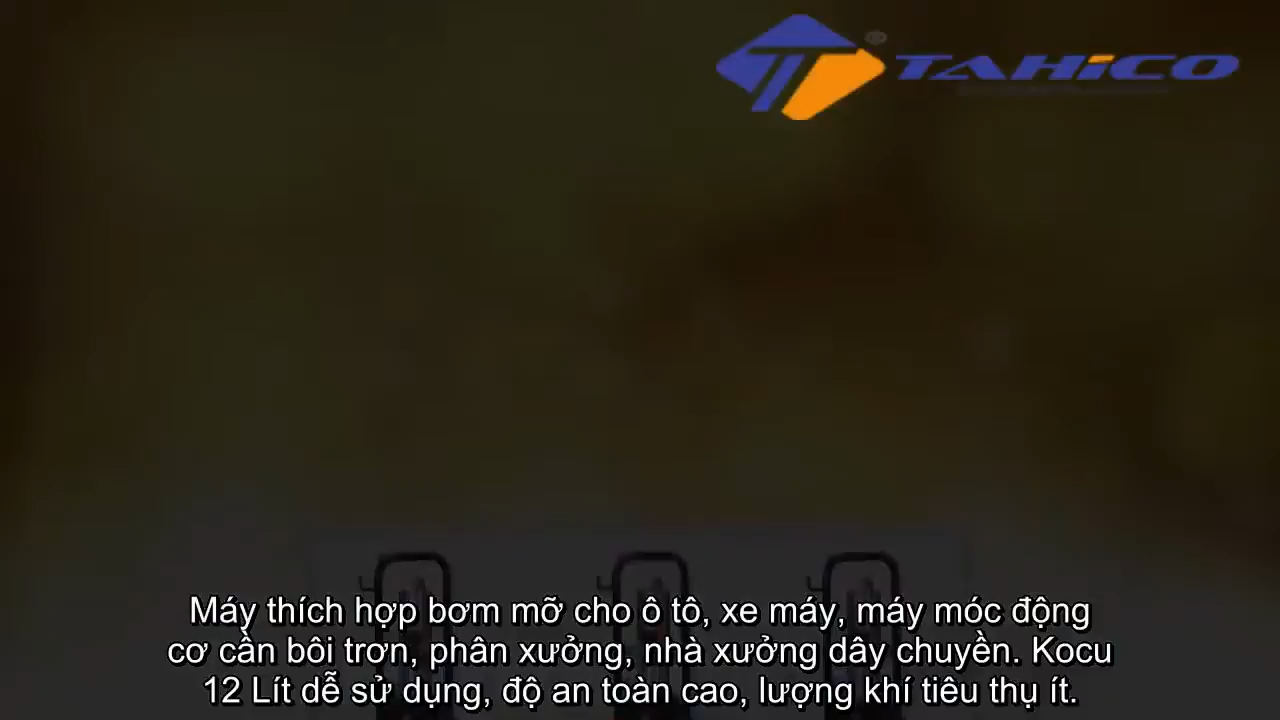 TAHiCO
Máy thích hợp bơm mỡ cho ô tô, xe máy, máy móc động
cơ cần bôi trơn, phân xưởng, nhà xưởng dây chuyền. Kocu
12 Lít dễ sử dụng, độ an toàn cao, lượng khí tiêu thụ ít.